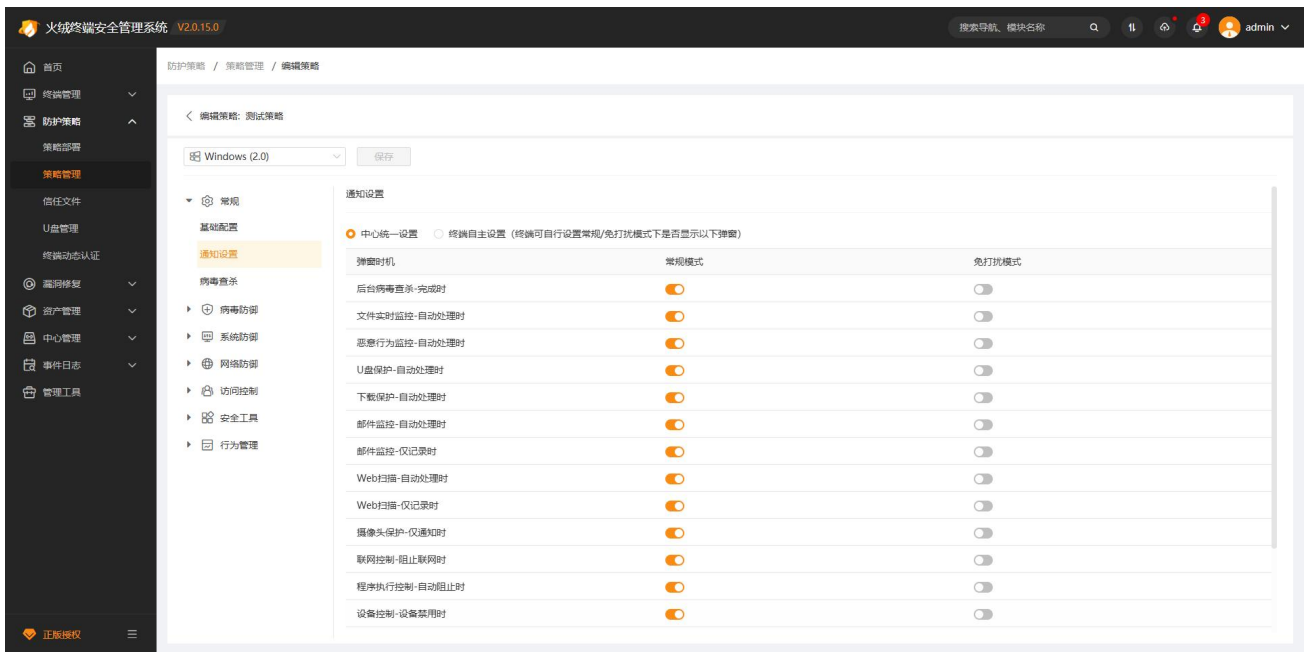 火绒终端安全管理系统 V2.0.15.0
搜索导航、模块名称
3
admin
首页
终端管理
防护策略
策略部署
策略管理
信任文件
U盘管理
终端动态认证
漏洞修复
资产管理
中心管理
事件日志
管理工具
正版授权
防护策略 / 策略管理 / 编辑策略
编辑策略: 测试策略
Windows (2.0)
保存
常规
基础配置
通知设置
病毒查杀
病毒防御
系统防御
网络防御
访问控制
安全工具
行为管理
通知设置
中心统一设置 终端自主设置（终端可自行设置常规/免打扰模式下是否显示以下弹窗）
弹窗时机 常规模式 免打扰模式
后台病毒查杀-完成时
文件实时监控-自动处理时
恶意行为监控-自动处理时
U盘保护-自动处理时
下载保护-自动处理时
邮件监控-自动处理时
邮件监控-仅记录时
Web扫描-自动处理时
Web扫描-仅记录时
摄像头保护-仅通知时
联网控制-阻止联网时
程序执行控制-自动阻止时
设备控制-设备禁用时